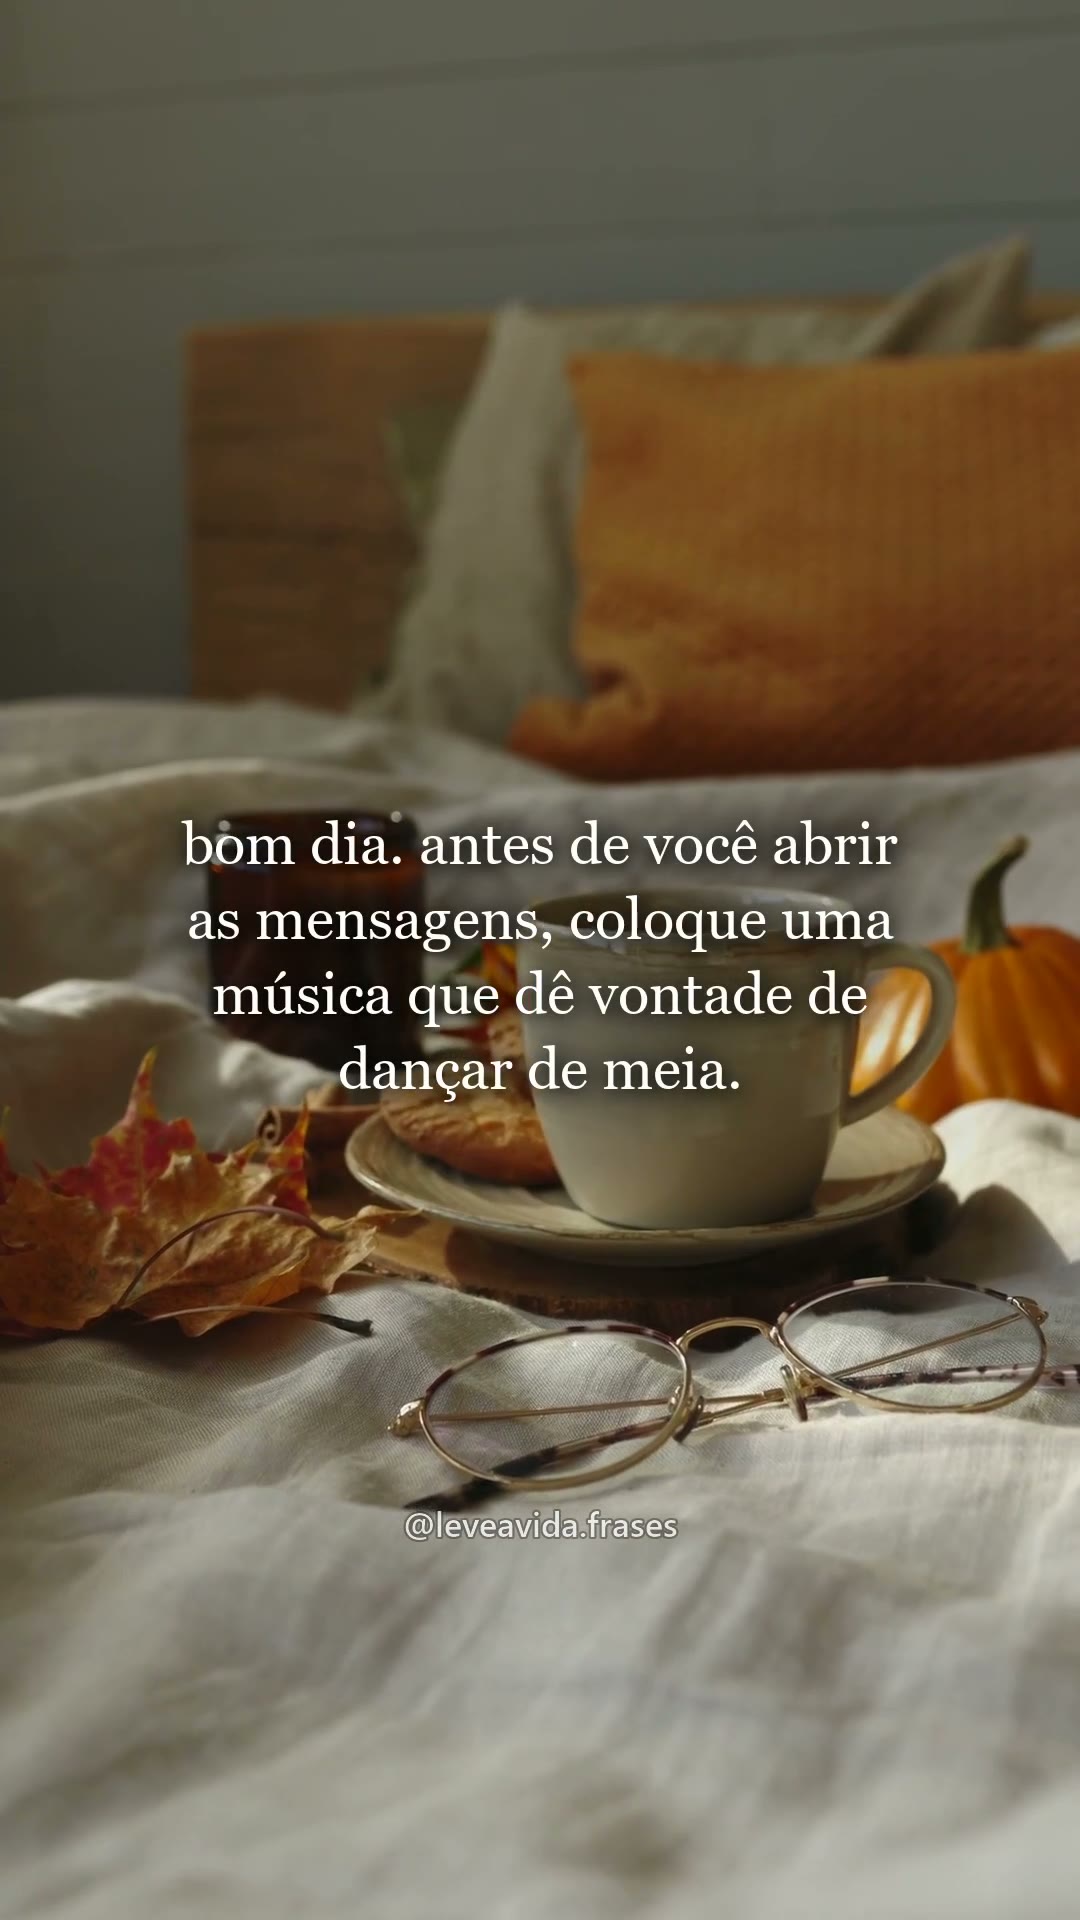 bom dia. antes de você abrir
as mensagens, coloque uma
música que dê vontade de
dançar de meia.
@leveavida.frases